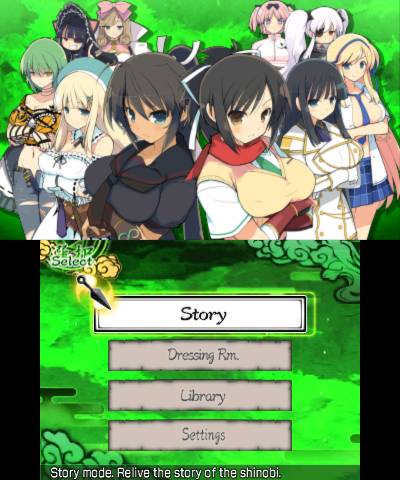 Select
Story
Dressing Rm.
Library
Settings
Story mode. Relive the story of the shinobi.